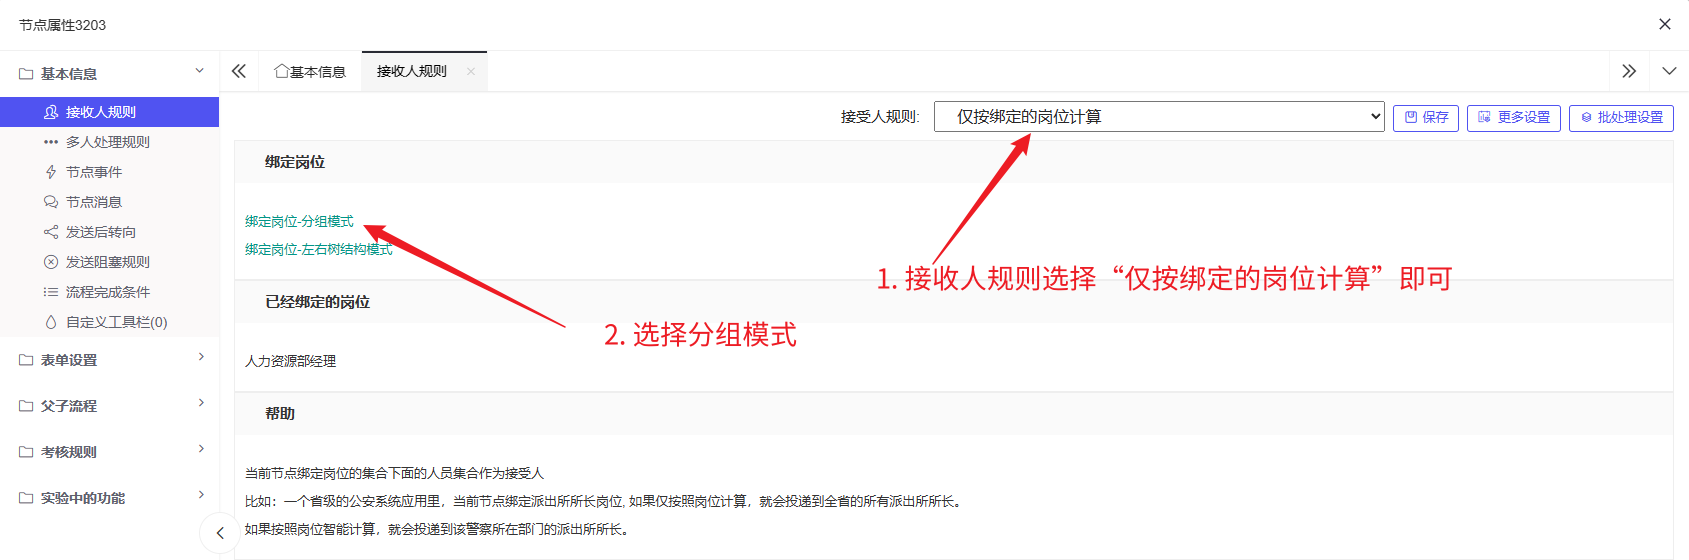 节点属性3203
基本信息
接收人规则
多人处理规则
节点事件
节点消息
发送后转向
发送阻塞规则
流程完成条件
自定义工具栏(0)
表单设置
父子流程
考核规则
实验中的功能
基本信息 接收人规则
接受人规则: 仅按绑定的岗位计算 保存 更多设置 批处理设置
绑定岗位
绑定岗位-分组模式
绑定岗位-左右树结构模式
1. 接收人规则选择“仅按绑定的岗位计算”即可
已经绑定的岗位
2. 选择分组模式
人力资源部经理
帮助
当前节点绑定岗位的集合下面的人员集合作为接受人
比如：一个省级的公安系统应用里，当前节点绑定派出所所长岗位, 如果仅按照岗位计算，就会投递到全省的所有派出所所长。
如果按照岗位智能计算，就会投递到该警察所在部门的派出所所长。